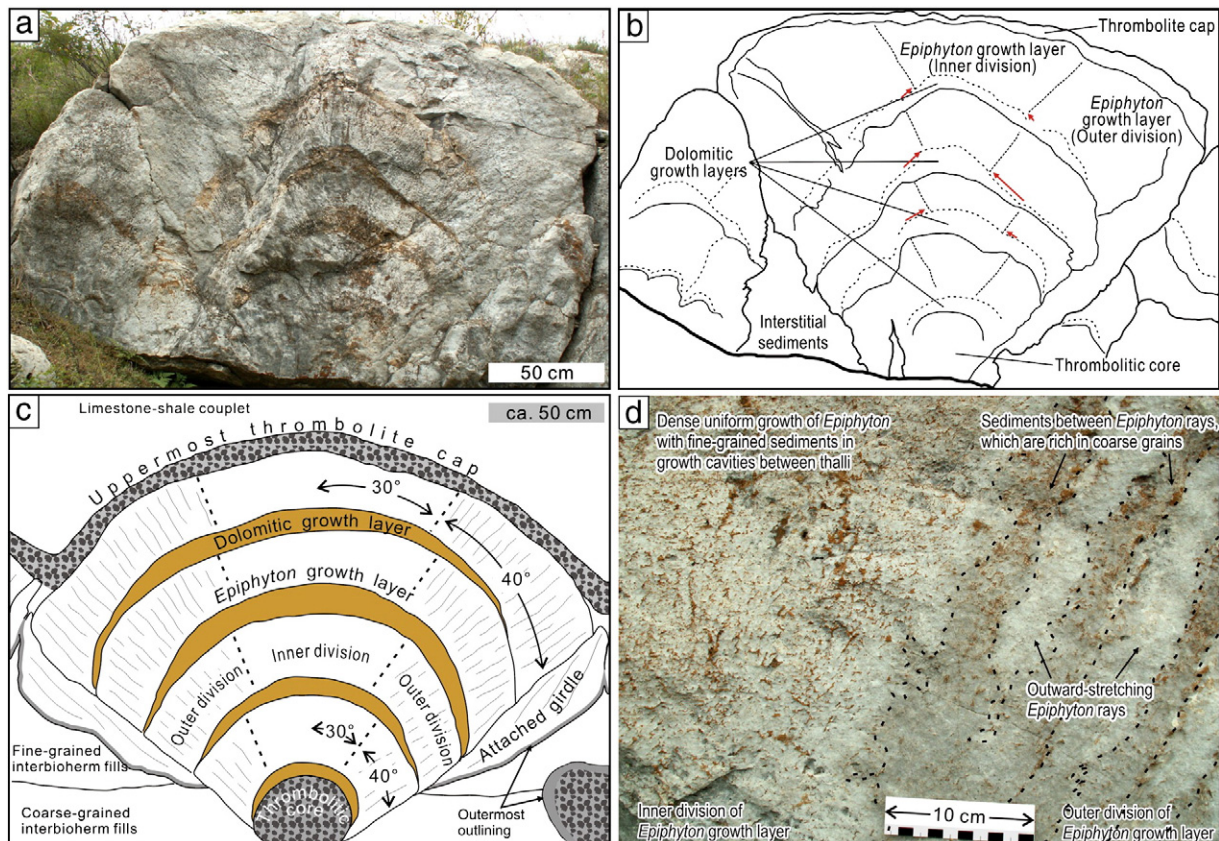 a
50 cm
b
Thrombolite cap
Epiphyton growth layer
(Inner division)
Epiphyton
growth layer
(Outer division)
Dolomitic
growth layers
Interstitial
sediments
Thrombolitic core
c
Limestone-shale couplet
ca. 50 cm
Uppermost thrombolite cap
30°
Dolomitic growth layer
40°
Epiphyton growth layer
Inner division
Outer division
Outer division
Attached girdle
30°
40°
Fine-grained
interbioherm fills
Thrombolitic
core
Coarse-grained
interbioherm fills
Outermost
outlining
d
Dense uniform growth of Epiphyton
with fine-grained sediments in
growth cavities between thalli
Sediments between Epiphyton rays,
which are rich in coarse grains
Outward-stretching
Epiphyton rays
Inner division of
Epiphyton growth layer
10 cm
Outer division of
Epiphyton growth layer